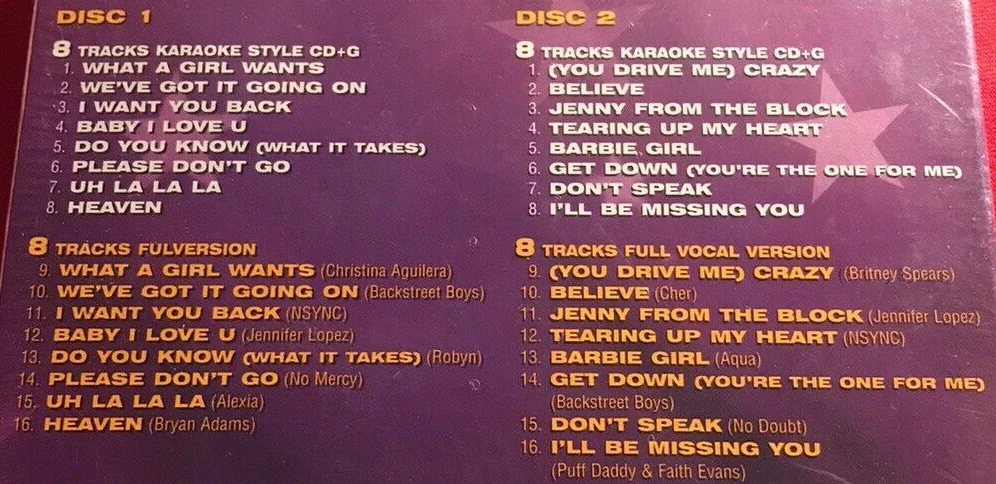 DISC 1
8 TRACKS KARAOKE STYLE CD+G
1. WHAT A GIRL WANTS
2. WE'VE GOT IT GOING ON
3. I WANT YOU BACK
4. BABY I LOVE U
5. DO YOU KNOW (WHAT IT TAKES)
6. PLEASE DON'T GO
7. UH LA LA LA
8. HEAVEN
8 TRACKS FULVERSION
9. WHAT A GIRL WANTS (Christina Aguilera)
10. WE'VE GOT IT GOING ON (Backstreet Boys)
11. I WANT YOU BACK (NSYNC)
12. BABY I LOVE U (Jennifer Lopez)
13. DO YOU KNOW (WHAT IT TAKES) (Robyn)
14. PLEASE DON'T GO (No Mercy)
15. UH LA LA LA (Alexia)
16. HEAVEN (Bryan Adams)
DISC 2
8 TRACKS KARAOKE STYLE CD+G
1. (YOU DRIVE ME) CRAZY
2. BELIEVE
3. JENNY FROM THE BLOCK
4. TEARING UP MY HEART
5. BARBIE GIRL
6. GET DOWN (YOU'RE THE ONE FOR ME)
7. DON'T SPEAK
8. I'LL BE MISSING YOU
8 TRACKS FULL VOCAL VERSION
9. (YOU DRIVE ME) CRAZY (Britney Spears)
10. BELIEVE (Cher)
11. JENNY FROM THE BLOCK (Jennifer Lopez)
12. TEARING UP MY HEART (NSYNC)
13. BARBIE GIRL (Aqua)
14. GET DOWN (YOU'RE THE ONE FOR ME)
(Backstreet Boys)
15. DON'T SPEAK (No Doubt)
16. I'LL BE MISSING YOU
(Puff Daddy & Faith Evans)